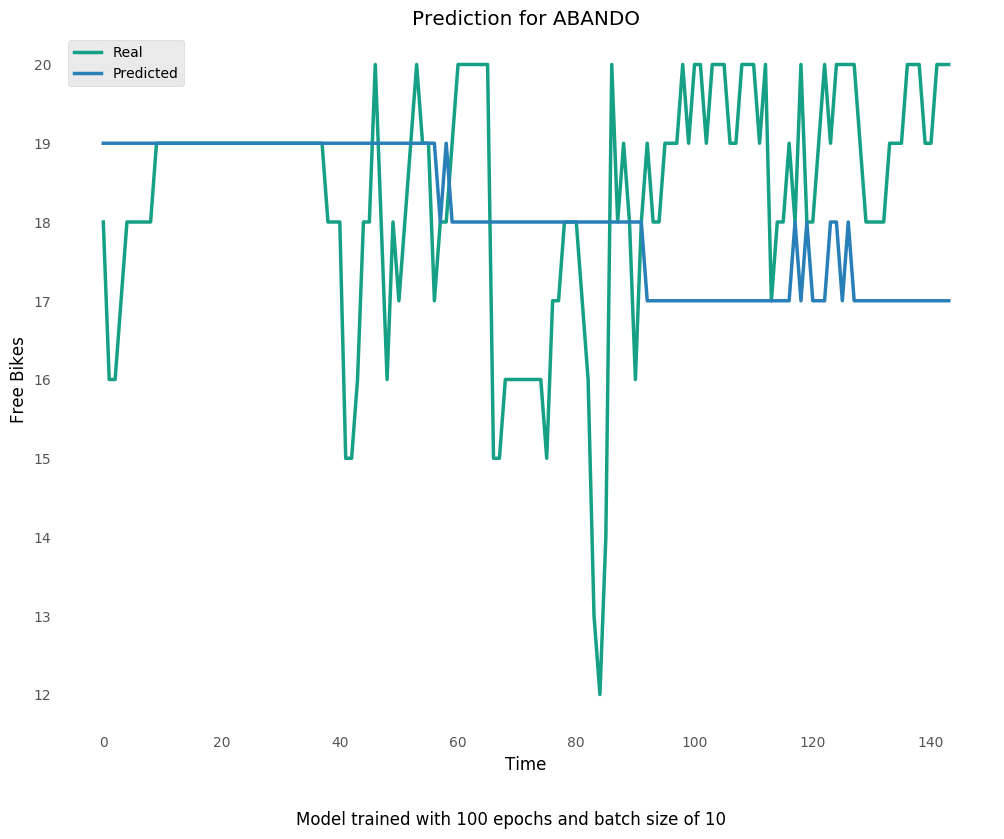 Prediction for ABANDO
Real
Predicted
20
19
18
17
16
15
14
13
12
Free Bikes
0 20 40 60 80 100 120 140
Time
Model trained with 100 epochs and batch size of 10